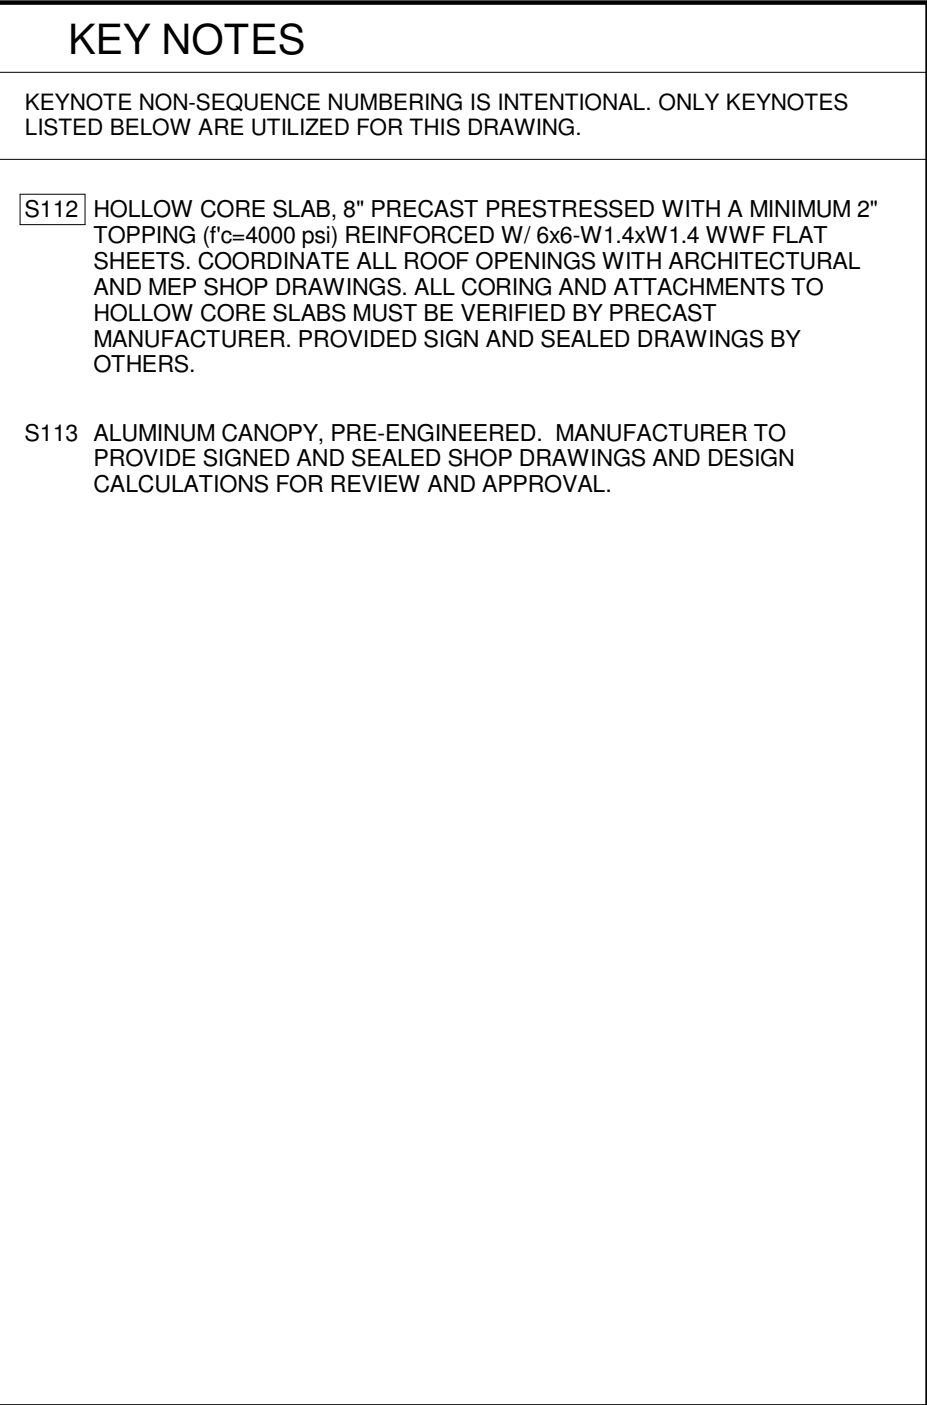 KEY NOTES
KEYNOTE NON-SEQUENCE NUMBERING IS INTENTIONAL. ONLY KEYNOTES
LISTED BELOW ARE UTILIZED FOR THIS DRAWING.
S112 HOLLOW CORE SLAB, 8" PRECAST PRESTRESSED WITH A MINIMUM 2"
TOPPING (f'c=4000 psi) REINFORCED W/ 6x6-W1.4xW1.4 WWF FLAT
SHEETS. COORDINATE ALL ROOF OPENINGS WITH ARCHITECTURAL
AND MEP SHOP DRAWINGS. ALL CORING AND ATTACHMENTS TO
HOLLOW CORE SLABS MUST BE VERIFIED BY PRECAST
MANUFACTURER. PROVIDED SIGN AND SEALED DRAWINGS BY
OTHERS.
S113 ALUMINUM CANOPY, PRE-ENGINEERED.  MANUFACTURER TO
PROVIDE SIGNED AND SEALED SHOP DRAWINGS AND DESIGN
CALCULATIONS FOR REVIEW AND APPROVAL.